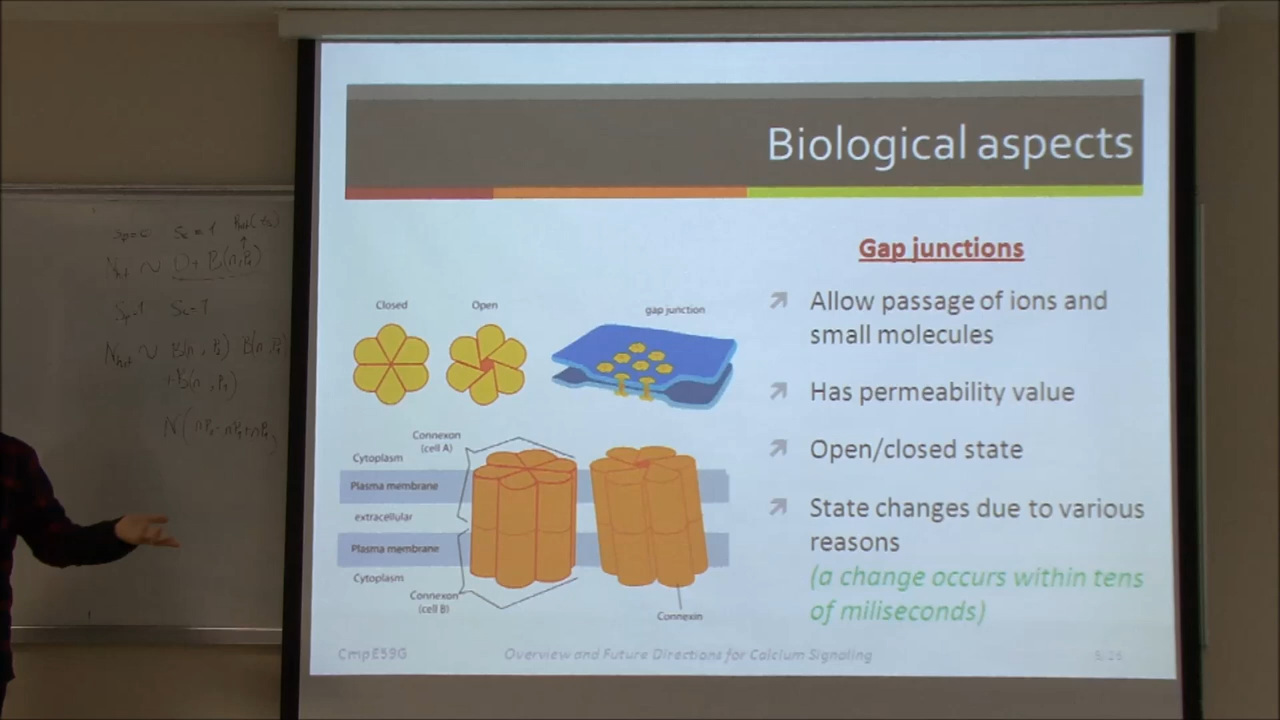 Biological aspects
Gap junctions
Allow passage of ions and
small molecules
Has permeability value
Open/closed state
State changes due to various
reasons
(a change occurs within tens
of miliseconds)
Closed
Open
gap junction
Connexon
(cell A)
Cytoplasm
Plasma membrane
extracellular
Plasma membrane
Cytoplasm
Connexon
(cell B)
Connexin
CmpE59G
Overview and Future Directions for Calcium Signaling